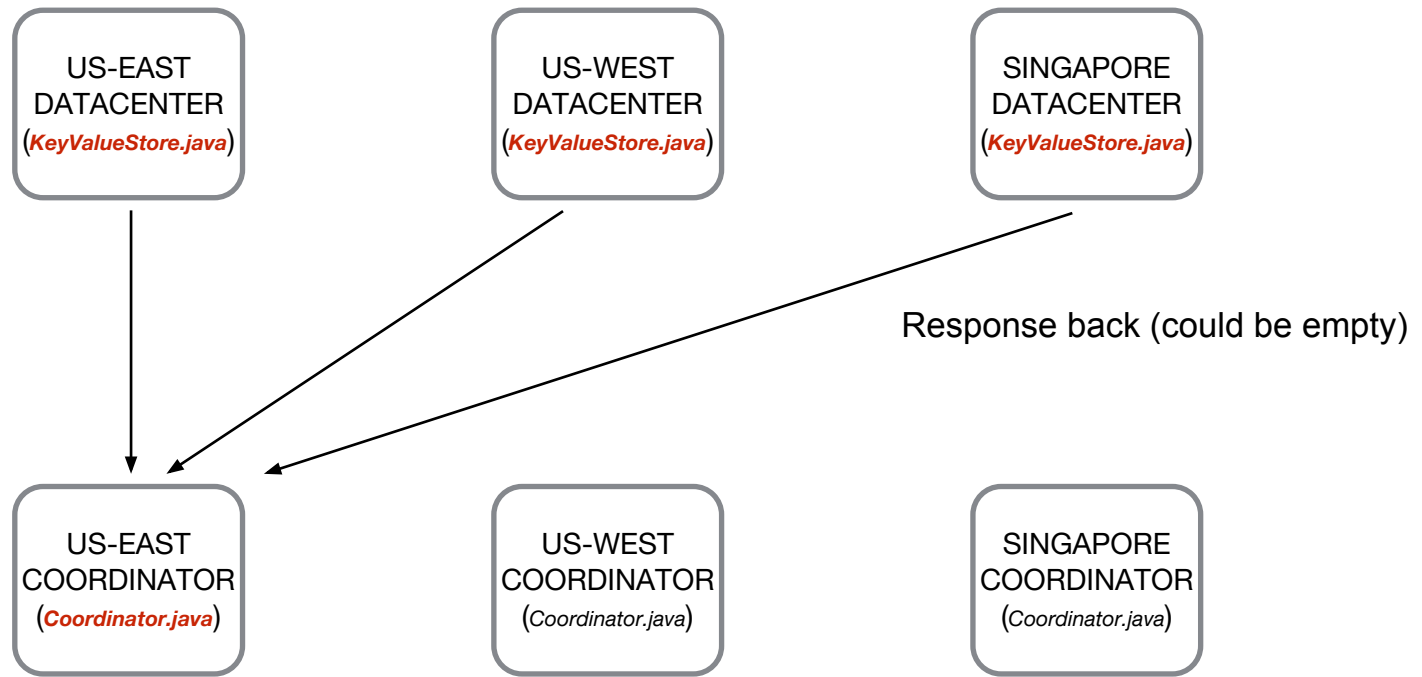 US-EAST
DATACENTER
(KeyValueStore.java)
US-WEST
DATACENTER
(KeyValueStore.java)
SINGAPORE
DATACENTER
(KeyValueStore.java)
Response back (could be empty)
US-EAST
COORDINATOR
(Coordinator.java)
US-WEST
COORDINATOR
(Coordinator.java)
SINGAPORE
COORDINATOR
(Coordinator.java)